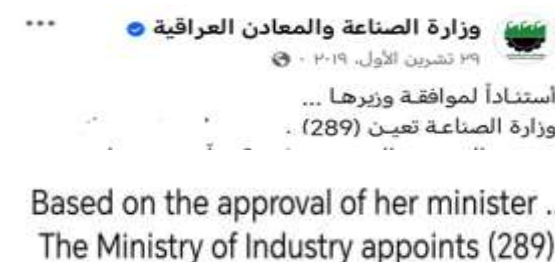 وزارة الصناعة والمعادن العراقية
٢٩ تشرين الأول، ٢٠١٩ ·
أستناداً لموافقة وزيرها ...
وزارة الصناعة تعين (289) .
Based on the approval of her minister ..
The Ministry of Industry appoints (289)